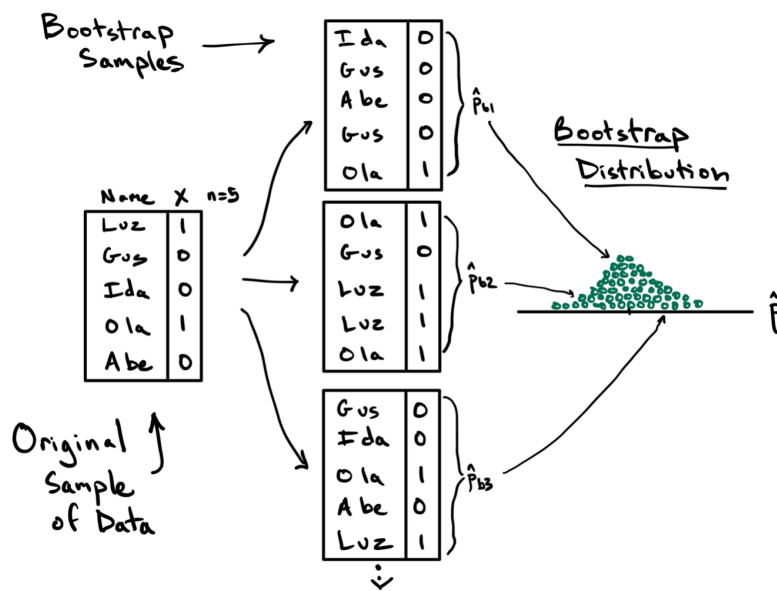 Bootstrap
Samples
Ida 0
Gus 0
Abe 0
Gus 0
Ola 1
p̂b1
Bootstrap
Distribution
Name X n=5
Luz 1
Gus 0
Ida 0
Ola 1
Abe 0
Ola 1
Gus 0
Luz 1
Luz 1
Ola 1
p̂b2
p̂
Gus 0
Ida 0
Ola 1
Abe 0
Luz 1
p̂b3
Original
Sample
of Data